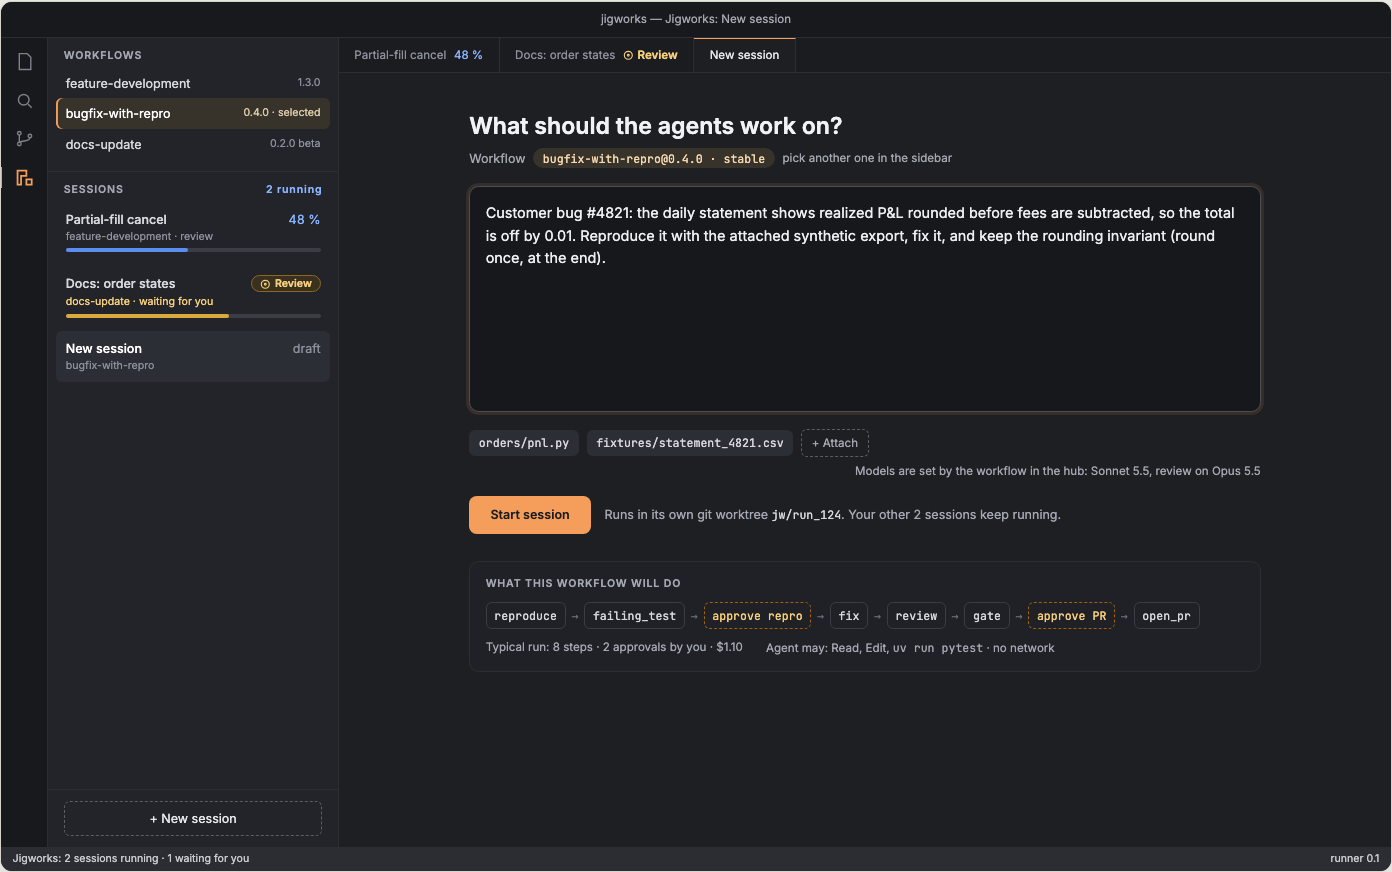 jigworks — Jigworks: New session
WORKFLOWS
feature-development 1.3.0
bugfix-with-repro 0.4.0 · selected
docs-update 0.2.0 beta
SESSIONS 2 running
Partial-fill cancel 48 %
feature-development · review
Docs: order states Review
docs-update · waiting for you
New session draft
bugfix-with-repro
+ New session
Partial-fill cancel 48 % Docs: order states Review New session
What should the agents work on?
Workflow bugfix-with-repro@0.4.0 · stable pick another one in the sidebar
Customer bug #4821: the daily statement shows realized P&L rounded before fees are subtracted, so the total
is off by 0.01. Reproduce it with the attached synthetic export, fix it, and keep the rounding invariant (round
once, at the end).
orders/pnl.py fixtures/statement_4821.csv + Attach
Models are set by the workflow in the hub: Sonnet 5.5, review on Opus 5.5
Start session Runs in its own git worktree jw/run_124. Your other 2 sessions keep running.
WHAT THIS WORKFLOW WILL DO
reproduce → failing_test → approve repro → fix → review → gate → approve PR → open_pr
Typical run: 8 steps · 2 approvals by you · $1.10 Agent may: Read, Edit, uv run pytest · no network
Jigworks: 2 sessions running · 1 waiting for you runner 0.1